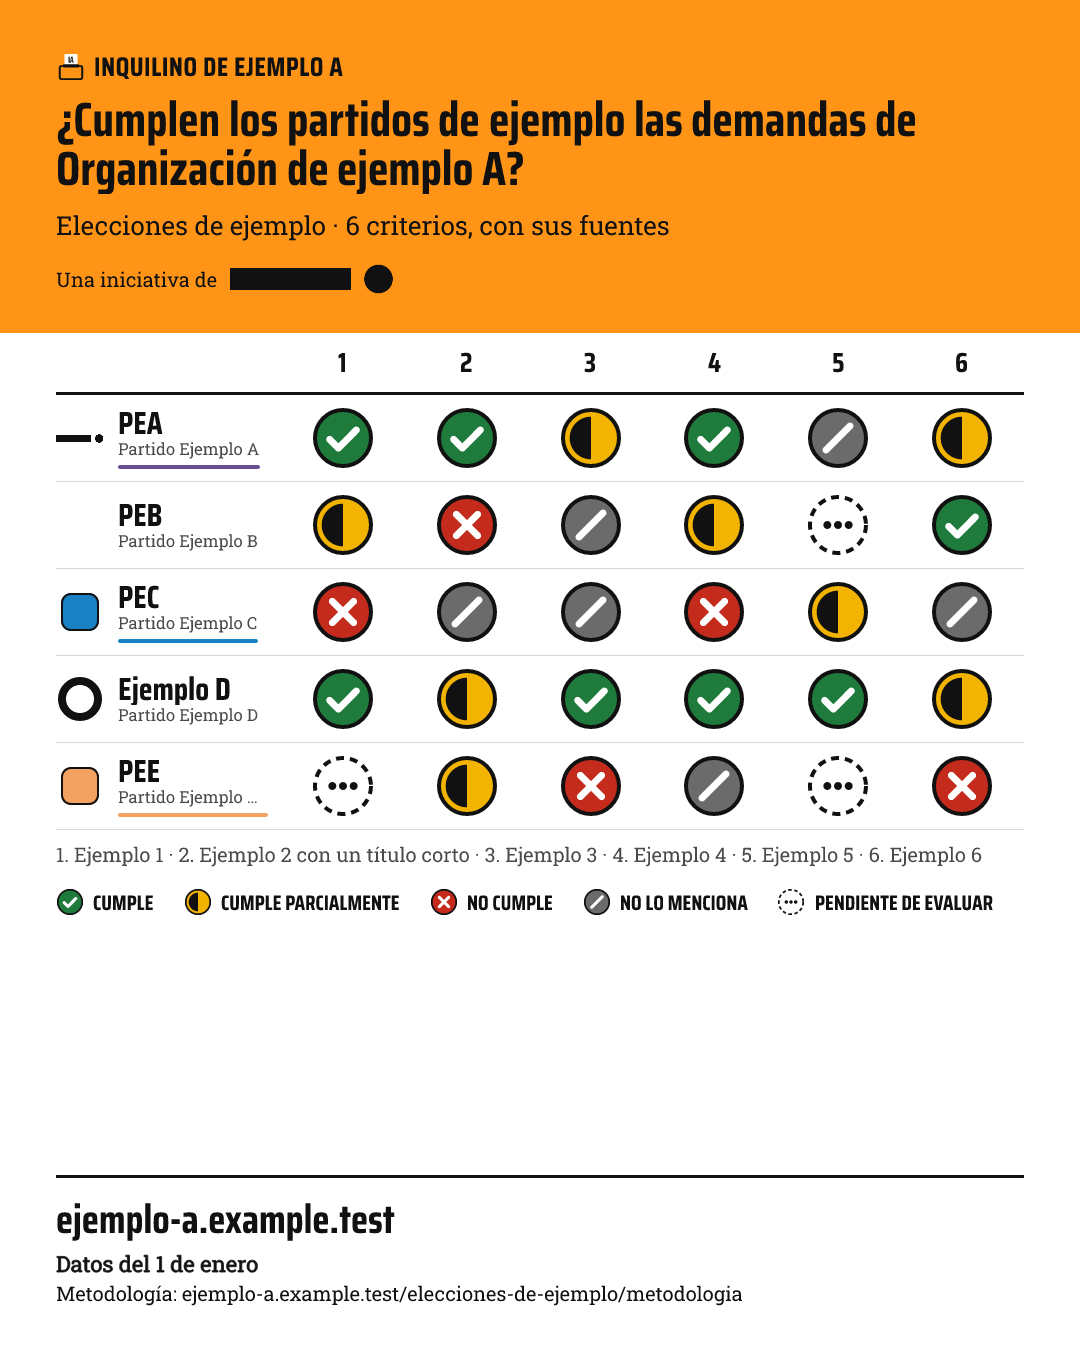 INQUILINO DE EJEMPLO A
¿Cumplen los partidos de ejemplo las demandas de
Organización de ejemplo A?
Elecciones de ejemplo · 6 criterios, con sus fuentes
Una iniciativa de
1 2 3 4 5 6
PEA
Partido Ejemplo A
PEB
Partido Ejemplo B
PEC
Partido Ejemplo C
Ejemplo D
Partido Ejemplo D
PEE
Partido Ejemplo ...
1. Ejemplo 1 · 2. Ejemplo 2 con un título corto · 3. Ejemplo 3 · 4. Ejemplo 4 · 5. Ejemplo 5 · 6. Ejemplo 6
CUMPLE CUMPLE PARCIALMENTE NO CUMPLE NO LO MENCIONA PENDIENTE DE EVALUAR
ejemplo-a.example.test
Datos del 1 de enero
Metodología: ejemplo-a.example.test/elecciones-de-ejemplo/metodologia